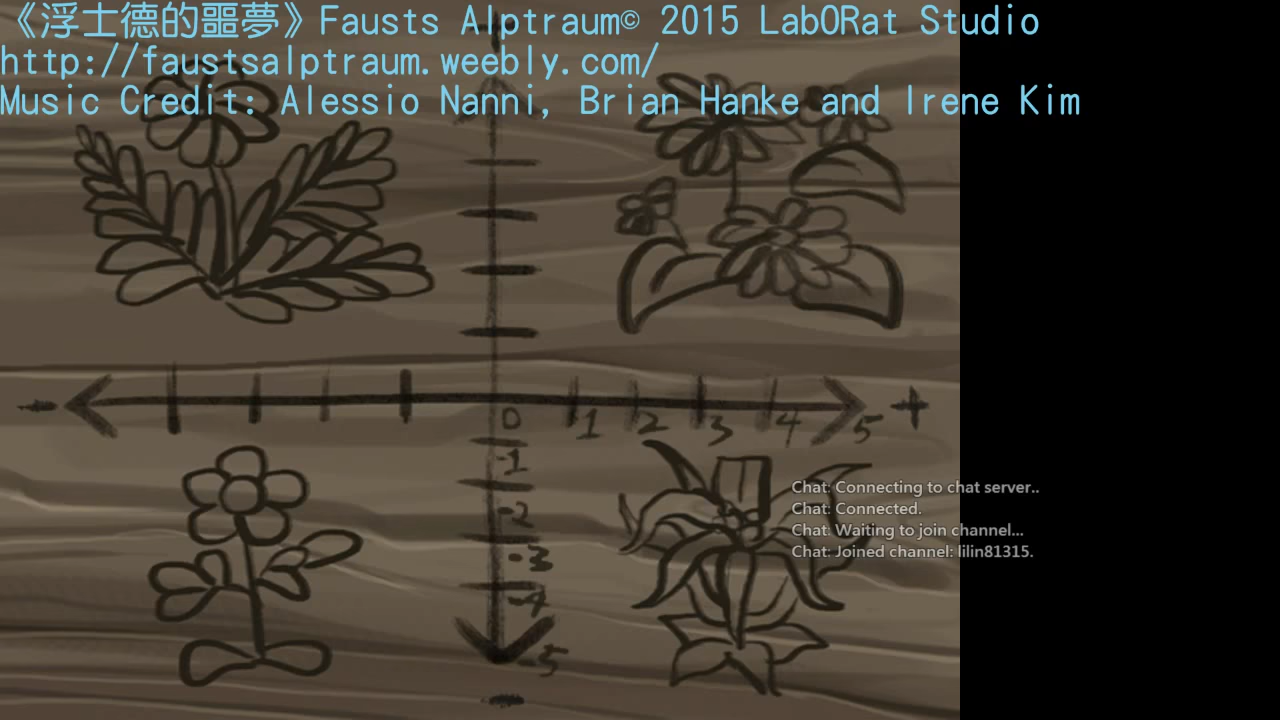 《浮士德的噩夢》Fausts Alptraum© 2015 LabORat Studio
http://faustsalptraum.weebly.com/
Music Credit: Alessio Nanni, Brian Hanke and Irene Kim
- 0 1 2 3 4 5 +
-1
-2
-3
-4
-5
-
Chat: Connecting to chat server..
Chat: Connected.
Chat: Waiting to join channel...
Chat: Joined channel: lilin81315.